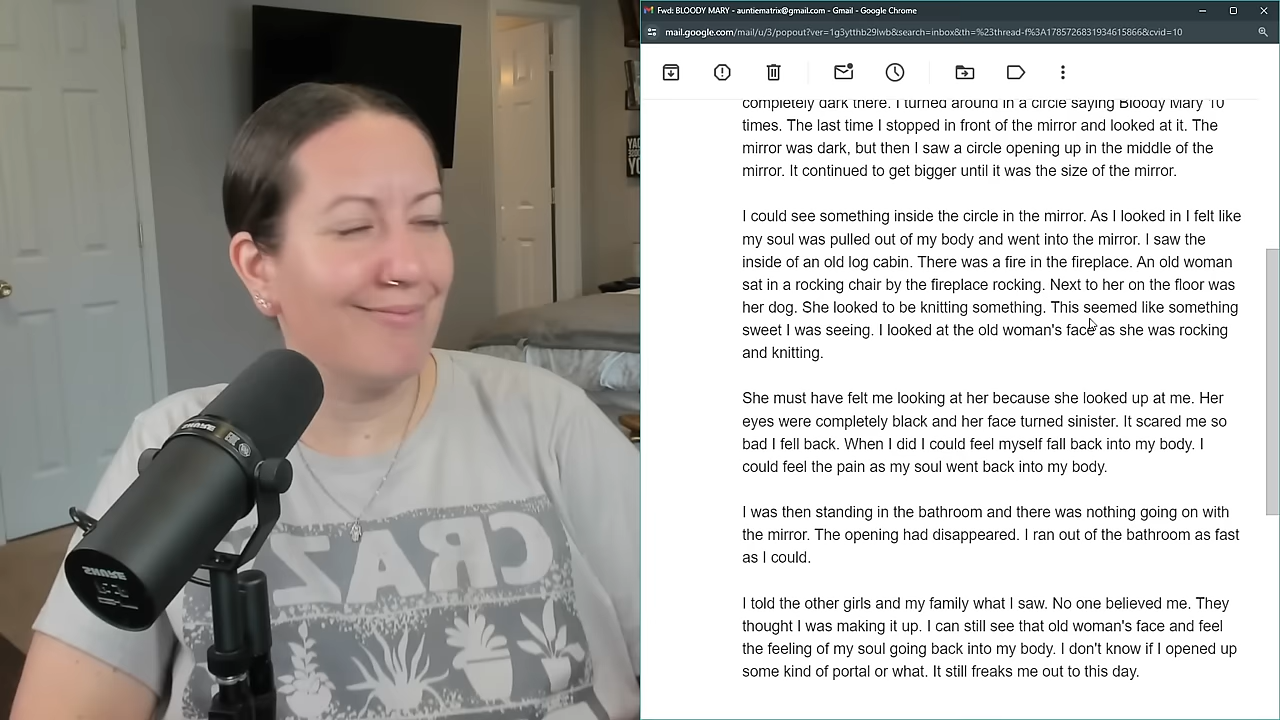 Fwd: BLOODY MARY - auntiematrix@gmail.com - Gmail - Google Chrome
mail.google.com/mail/u/3/popout?ver=1g3ytthb29lwb&search=inbox&th=%23thread-f%3A1785726831934615866&cvid=10
completely dark there. I turned around in a circle saying Bloody Mary 10
times. The last time I stopped in front of the mirror and looked at it. The
mirror was dark, but then I saw a circle opening up in the middle of the
mirror. It continued to get bigger until it was the size of the mirror.
I could see something inside the circle in the mirror. As I looked in I felt like
my soul was pulled out of my body and went into the mirror. I saw the
inside of an old log cabin. There was a fire in the fireplace. An old woman
sat in a rocking chair by the fireplace rocking. Next to her on the floor was
her dog. She looked to be knitting something. This seemed like something
sweet I was seeing. I looked at the old woman's face as she was rocking
and knitting.
She must have felt me looking at her because she looked up at me. Her
eyes were completely black and her face turned sinister. It scared me so
bad I fell back. When I did I could feel myself fall back into my body. I
could feel the pain as my soul went back into my body.
I was then standing in the bathroom and there was nothing going on with
the mirror. The opening had disappeared. I ran out of the bathroom as fast
as I could.
I told the other girls and my family what I saw. No one believed me. They
thought I was making it up. I can still see that old woman's face and feel
the feeling of my soul going back into my body. I don't know if I opened up
some kind of portal or what. It still freaks me out to this day.
SHURE
CRAZ